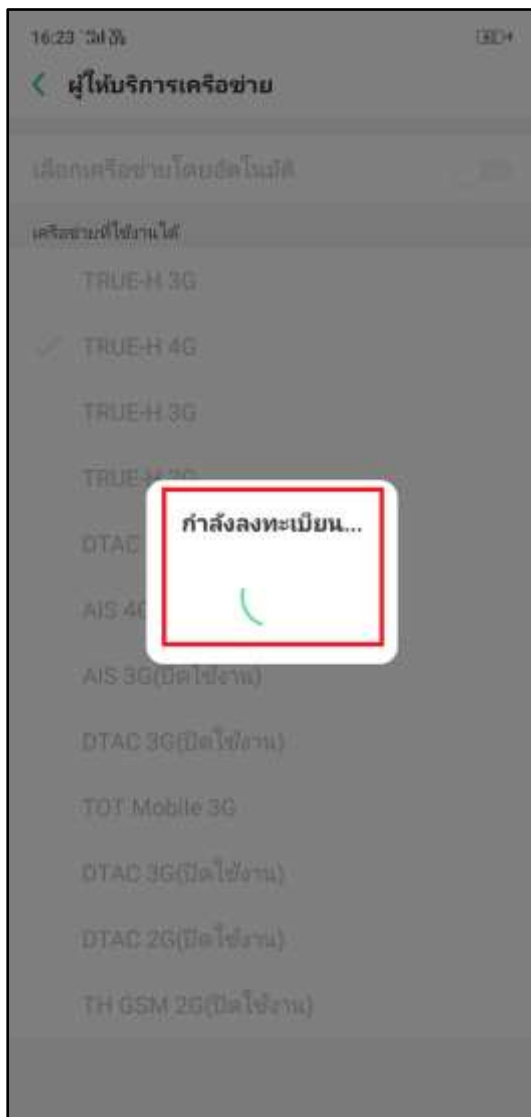 16:23
ผู้ให้บริการเครือข่าย
เลือกเครือข่ายโดยอัตโนมัติ
เครือข่ายที่ใช้งานได้
TRUE-H 3G
TRUE-H 4G
TRUE-H 3G
TRUE-H
กำลังลงทะเบียน...
DTAC
AIS 4G
AIS 3G(ปิดใช้งาน)
DTAC 3G(ปิดใช้งาน)
TOT Mobile 3G
DTAC 3G(ปิดใช้งาน)
DTAC 2G(ปิดใช้งาน)
TH GSM 2G(ปิดใช้งาน)